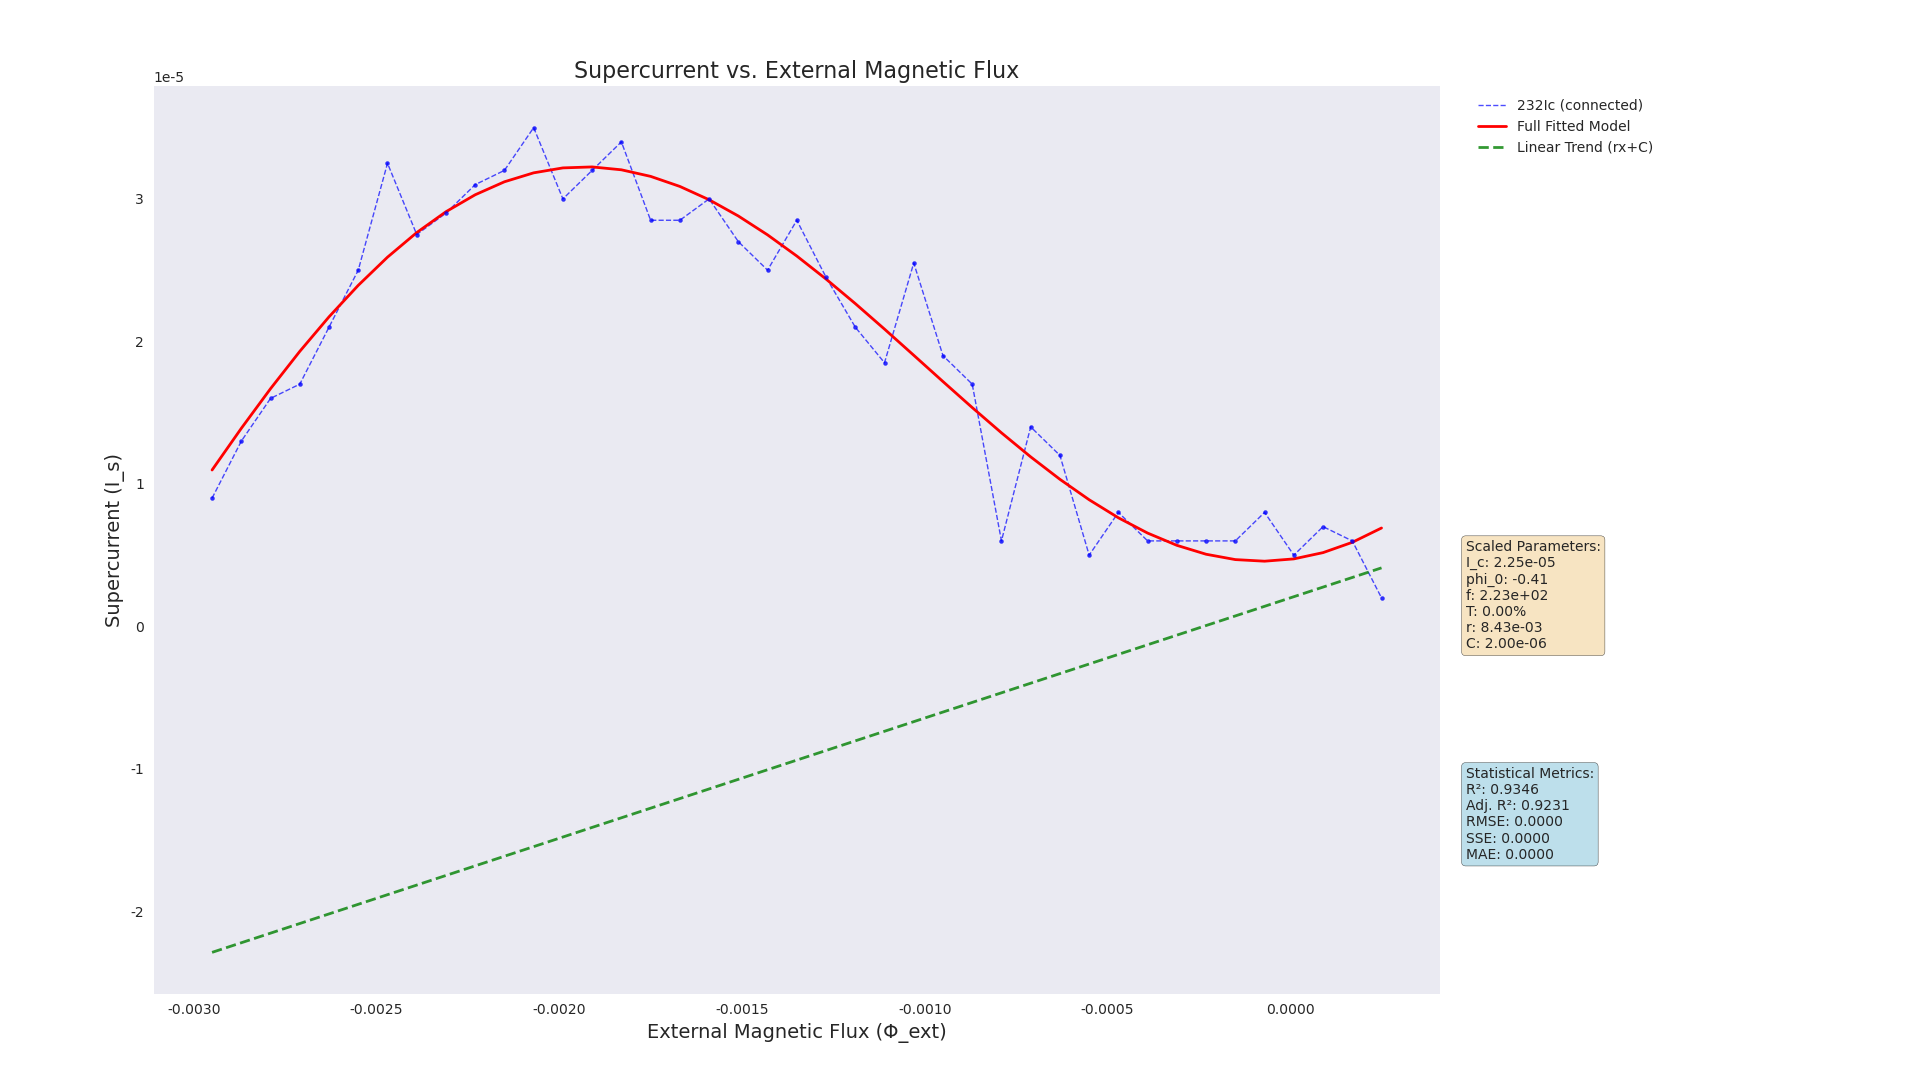 Supercurrent vs. External Magnetic Flux
1e-5
3
2
1
0
-1
-2
Supercurrent (I_s)
-0.0030
-0.0025
-0.0020
-0.0015
-0.0010
-0.0005
0.0000
External Magnetic Flux (Φ_ext)
232Ic (connected)
Full Fitted Model
Linear Trend (rx+C)
Scaled Parameters:
I_c: 2.25e-05
phi_0: -0.41
f: 2.23e+02
T: 0.00%
r: 8.43e-03
C: 2.00e-06
Statistical Metrics:
R²: 0.9346
Adj. R²: 0.9231
RMSE: 0.0000
SSE: 0.0000
MAE: 0.0000